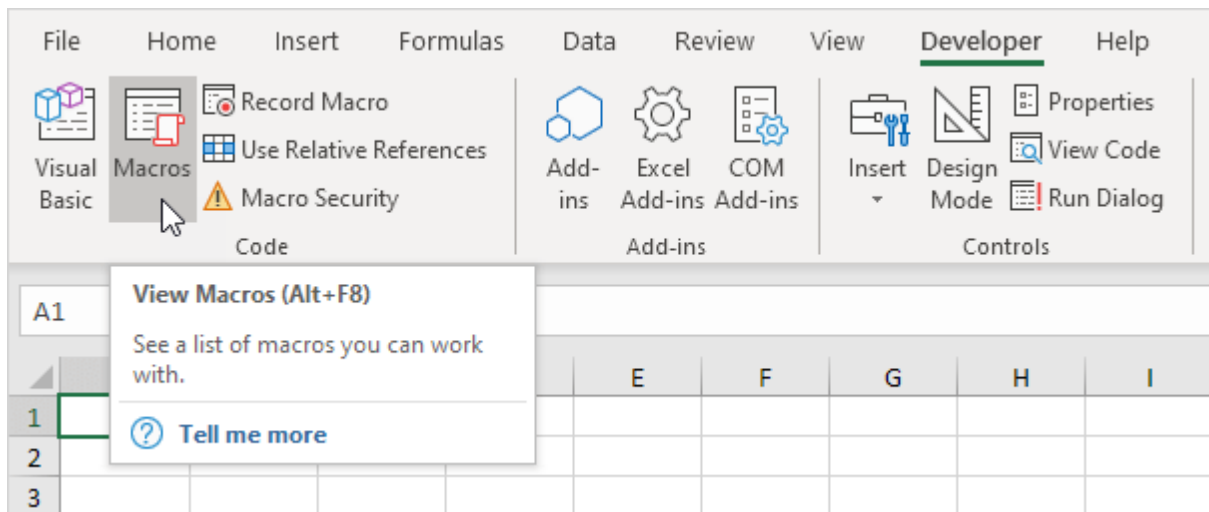 File Home Insert Formulas Data Review View Developer Help
Visual Basic
Macros
Record Macro
Use Relative References
Macro Security
Code
Add-ins
Excel Add-ins
COM Add-ins
Add-ins
Insert
Design Mode
Properties
View Code
Run Dialog
Controls
A1
View Macros (Alt+F8)
See a list of macros you can work
with.
Tell me more
E F G H I
1
2
3